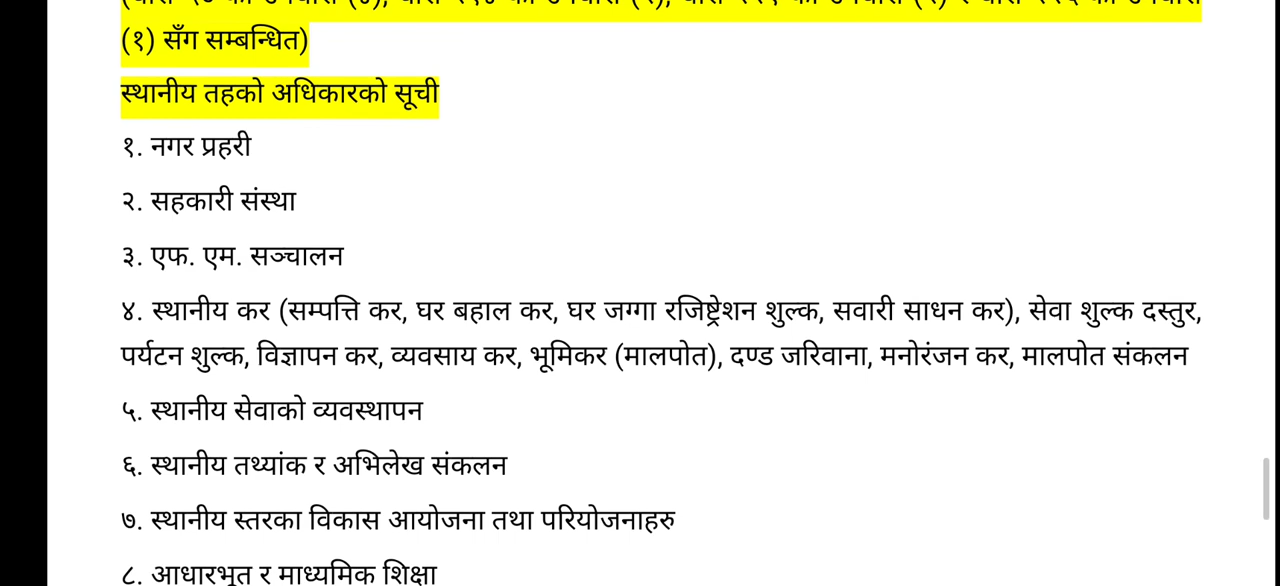 (१) सँग सम्बन्धित)
स्थानीय तहको अधिकारको सूची
१. नगर प्रहरी
२. सहकारी संस्था
३. एफ. एम. सञ्चालन
४. स्थानीय कर (सम्पत्ति कर, घर बहाल कर, घर जग्गा रजिष्ट्रेशन शुल्क, सवारी साधन कर), सेवा शुल्क दस्तुर,
पर्यटन शुल्क, विज्ञापन कर, व्यवसाय कर, भूमिकर (मालपोत), दण्ड जरिवाना, मनोरंजन कर, मालपोत संकलन
५. स्थानीय सेवाको व्यवस्थापन
६. स्थानीय तथ्यांक र अभिलेख संकलन
७. स्थानीय स्तरका विकास आयोजना तथा परियोजनाहरु
८. आधारभूत र माध्यमिक शिक्षा